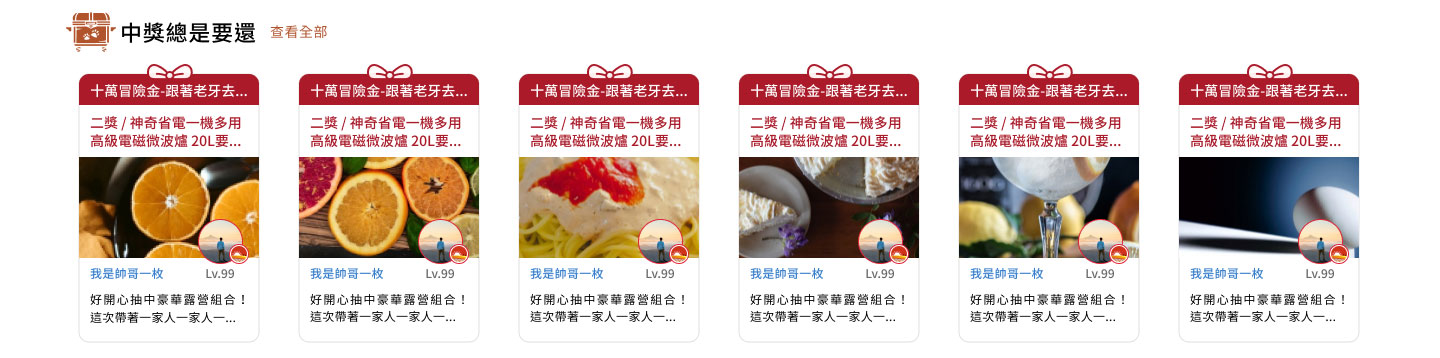 中獎總是要還 查看全部
十萬冒險金-跟著老牙去...
二獎 / 神奇省電一機多用
高級電磁微波爐 20L要...
我是帥哥一枚 Lv.99
好開心抽中豪華露營組合！
這次帶著一家人一家人一...
十萬冒險金-跟著老牙去...
二獎 / 神奇省電一機多用
高級電磁微波爐 20L要...
我是帥哥一枚 Lv.99
好開心抽中豪華露營組合！
這次帶著一家人一家人一...
十萬冒險金-跟著老牙去...
二獎 / 神奇省電一機多用
高級電磁微波爐 20L要...
我是帥哥一枚 Lv.99
好開心抽中豪華露營組合！
這次帶著一家人一家人一...
十萬冒險金-跟著老牙去...
二獎 / 神奇省電一機多用
高級電磁微波爐 20L要...
我是帥哥一枚 Lv.99
好開心抽中豪華露營組合！
這次帶著一家人一家人一...
十萬冒險金-跟著老牙去...
二獎 / 神奇省電一機多用
高級電磁微波爐 20L要...
我是帥哥一枚 Lv.99
好開心抽中豪華露營組合！
這次帶著一家人一家人一...
十萬冒險金-跟著老牙去...
二獎 / 神奇省電一機多用
高級電磁微波爐 20L要...
我是帥哥一枚 Lv.99
好開心抽中豪華露營組合！
這次帶著一家人一家人一...